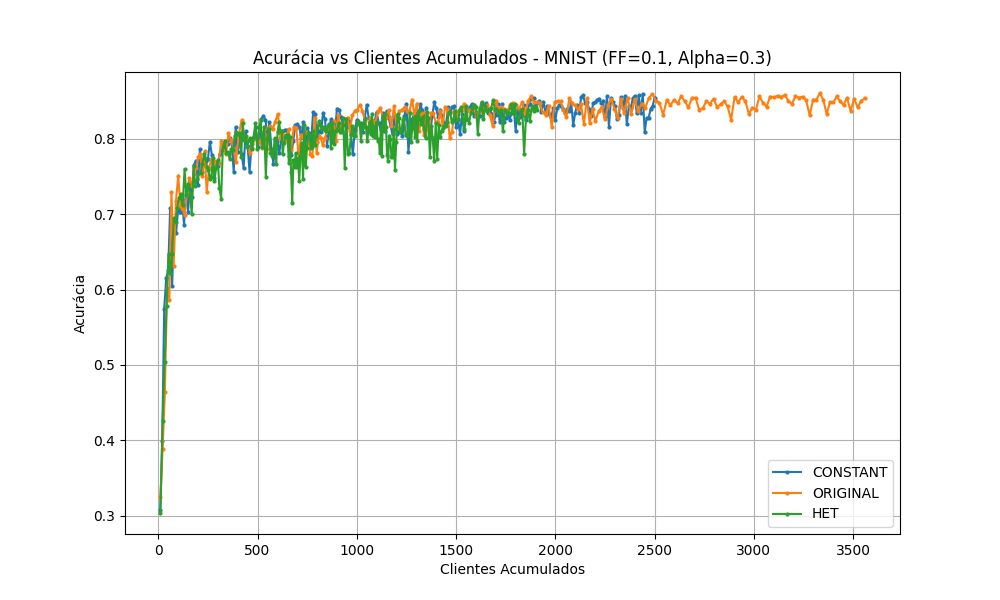 Acurácia vs Clientes Acumulados - MNIST (FF=0.1, Alpha=0.3)
Acurácia
0.8
0.7
0.6
0.5
0.4
0.3
0 500 1000 1500 2000 2500 3000 3500
Clientes Acumulados
CONSTANT
ORIGINAL
HET